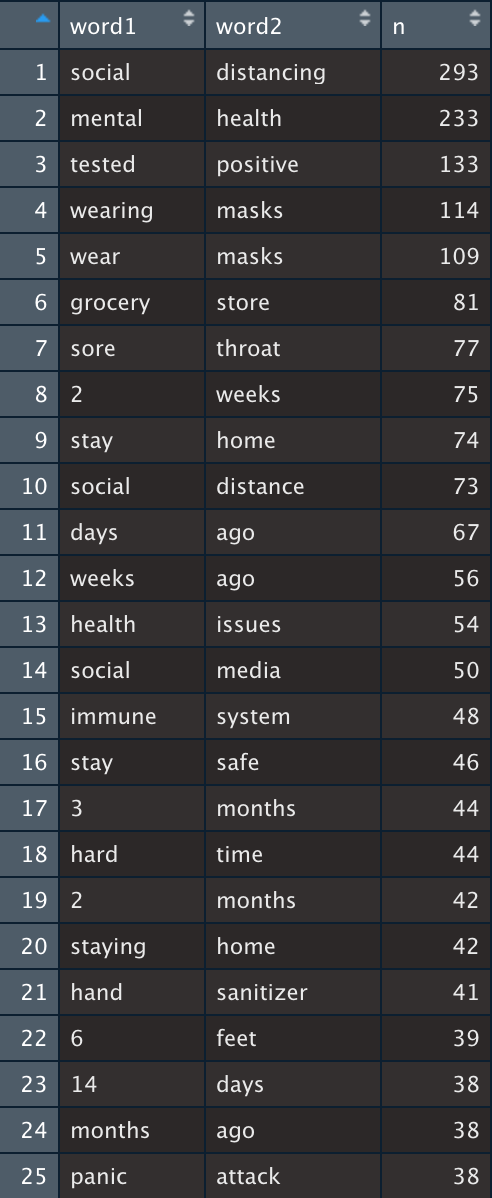 word1 word2 n
1 social distancing 293
2 mental health 233
3 tested positive 133
4 wearing masks 114
5 wear masks 109
6 grocery store 81
7 sore throat 77
8 2 weeks 75
9 stay home 74
10 social distance 73
11 days ago 67
12 weeks ago 56
13 health issues 54
14 social media 50
15 immune system 48
16 stay safe 46
17 3 months 44
18 hard time 44
19 2 months 42
20 staying home 42
21 hand sanitizer 41
22 6 feet 39
23 14 days 38
24 months ago 38
25 panic attack 38